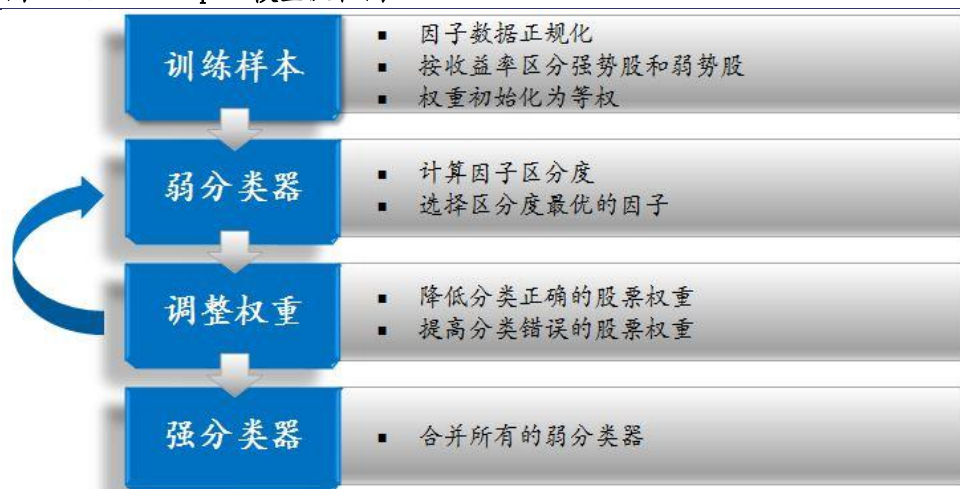 训练样本
▪ 因子数据正规化
▪ 按收益率区分强势股和弱势股
▪ 权重初始化为等权
弱分类器
▪ 计算因子区分度
▪ 选择区分度最优的因子
调整权重
▪ 降低分类正确的股票权重
▪ 提高分类错误的股票权重
强分类器
▪ 合并所有的弱分类器